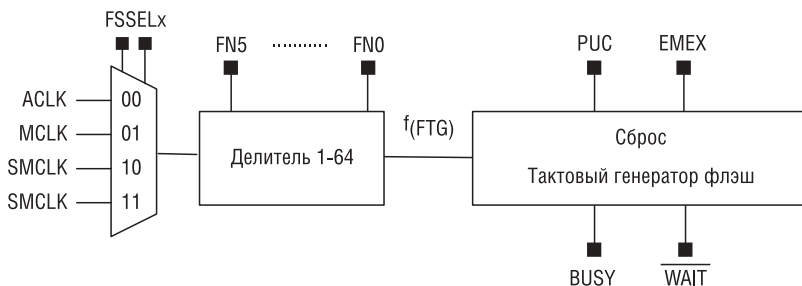 FSSELx
FN5 ......... FN0
PUC EMEX
ACLK 00
MCLK 01
SMCLK 10
SMCLK 11
Делитель 1-64
f(FTG)
Сброс
Тактовый генератор флэш
BUSY WAIT